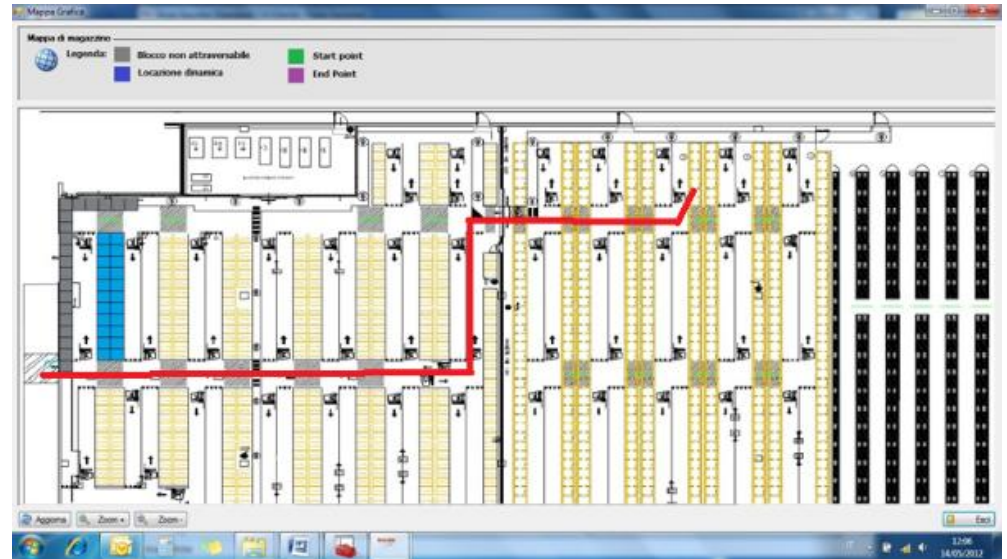 Mappa Grafica
Mappa di magazzino
Legenda:
Blocco non attraversabile
Start point
Locazione dinamica
End Point
Aggiorna
Zoom +
Zoom -
Esci
12:06
14/05/2012